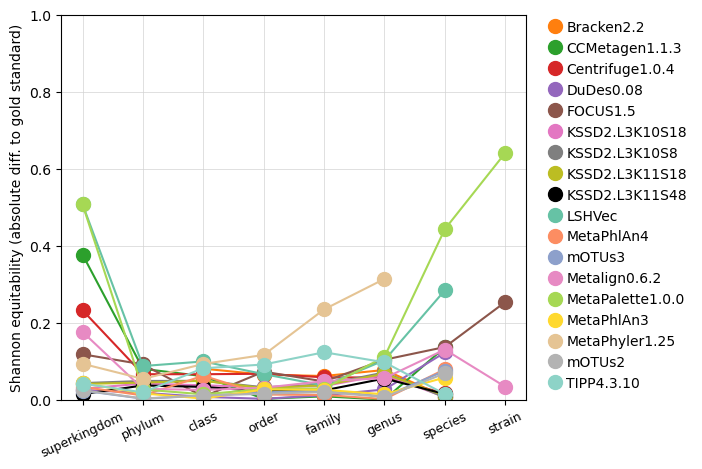 Shannon equitability (absolute diff. to gold standard)
1.0
0.8
0.6
0.4
0.2
0.0
superkingdom
phylum
class
order
family
genus
species
strain
Bracken2.2
CCMetagen1.1.3
Centrifuge1.0.4
DuDes0.08
FOCUS1.5
KSSD2.L3K10S18
KSSD2.L3K10S8
KSSD2.L3K11S18
KSSD2.L3K11S48
LSHVec
MetaPhlAn4
mOTUs3
Metalign0.6.2
MetaPalette1.0.0
MetaPhlAn3
MetaPhyler1.25
mOTUs2
TIPP4.3.10